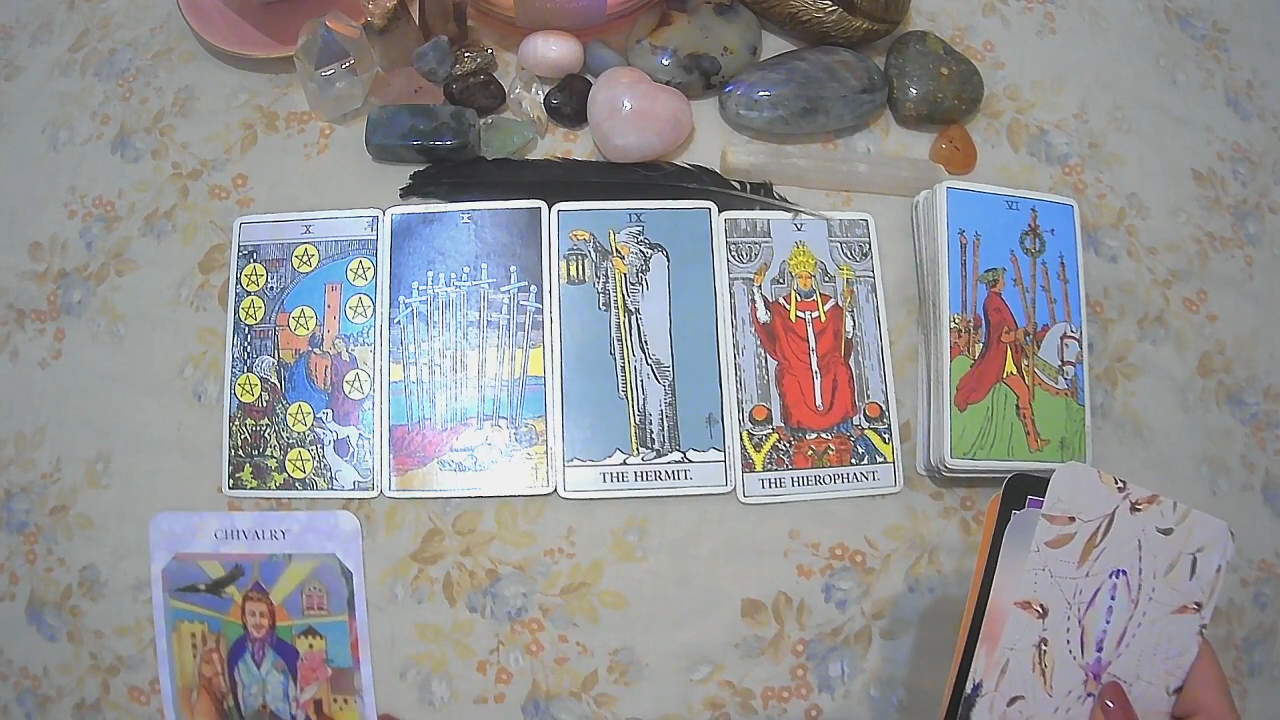 X
X
IX
THE HERMIT.
V
THE HIEROPHANT.
VI
CHIVALRY